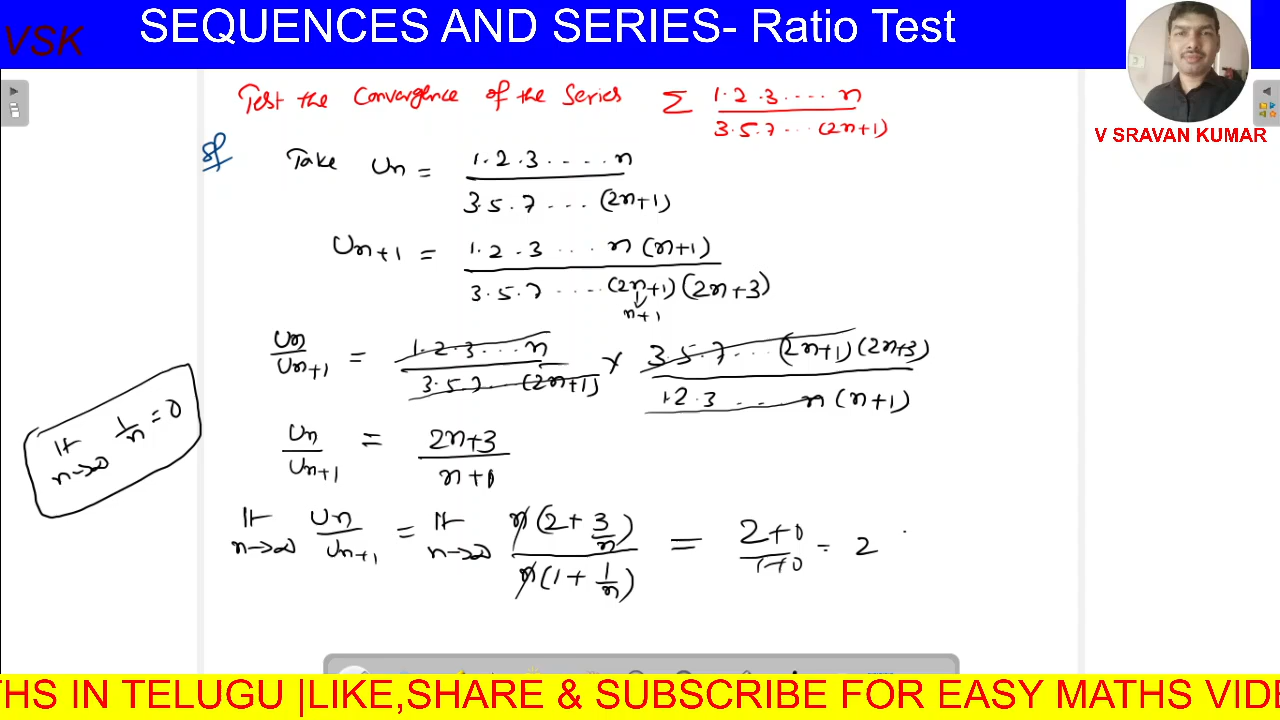 VSK
SEQUENCES AND SERIES- Ratio Test
V SRAVAN KUMAR
Test the Convergence of the Series Σ 1.2.3....n / 3.5.7...(2n+1)
Sol
Take Un = 1.2.3....n / 3.5.7...(2n+1)
Un+1 = 1.2.3...n(n+1) / 3.5.7....(2n+1)(2n+3)
n+1
Un/Un+1 = 1.2.3...n / 3.5.7...(2n+1) × 3.5.7...(2n+1)(2n+3) / 1.2.3....n(n+1)
lt n→∞ 1/n = 0
Un/Un+1 = 2n+3 / n+1
lt n→∞ Un/Un+1 = lt n→∞ n(2+3/n) / n(1+1/n) = 2+0 / 1+0 = 2
THS IN TELUGU |LIKE,SHARE & SUBSCRIBE FOR EASY MATHS VIDE